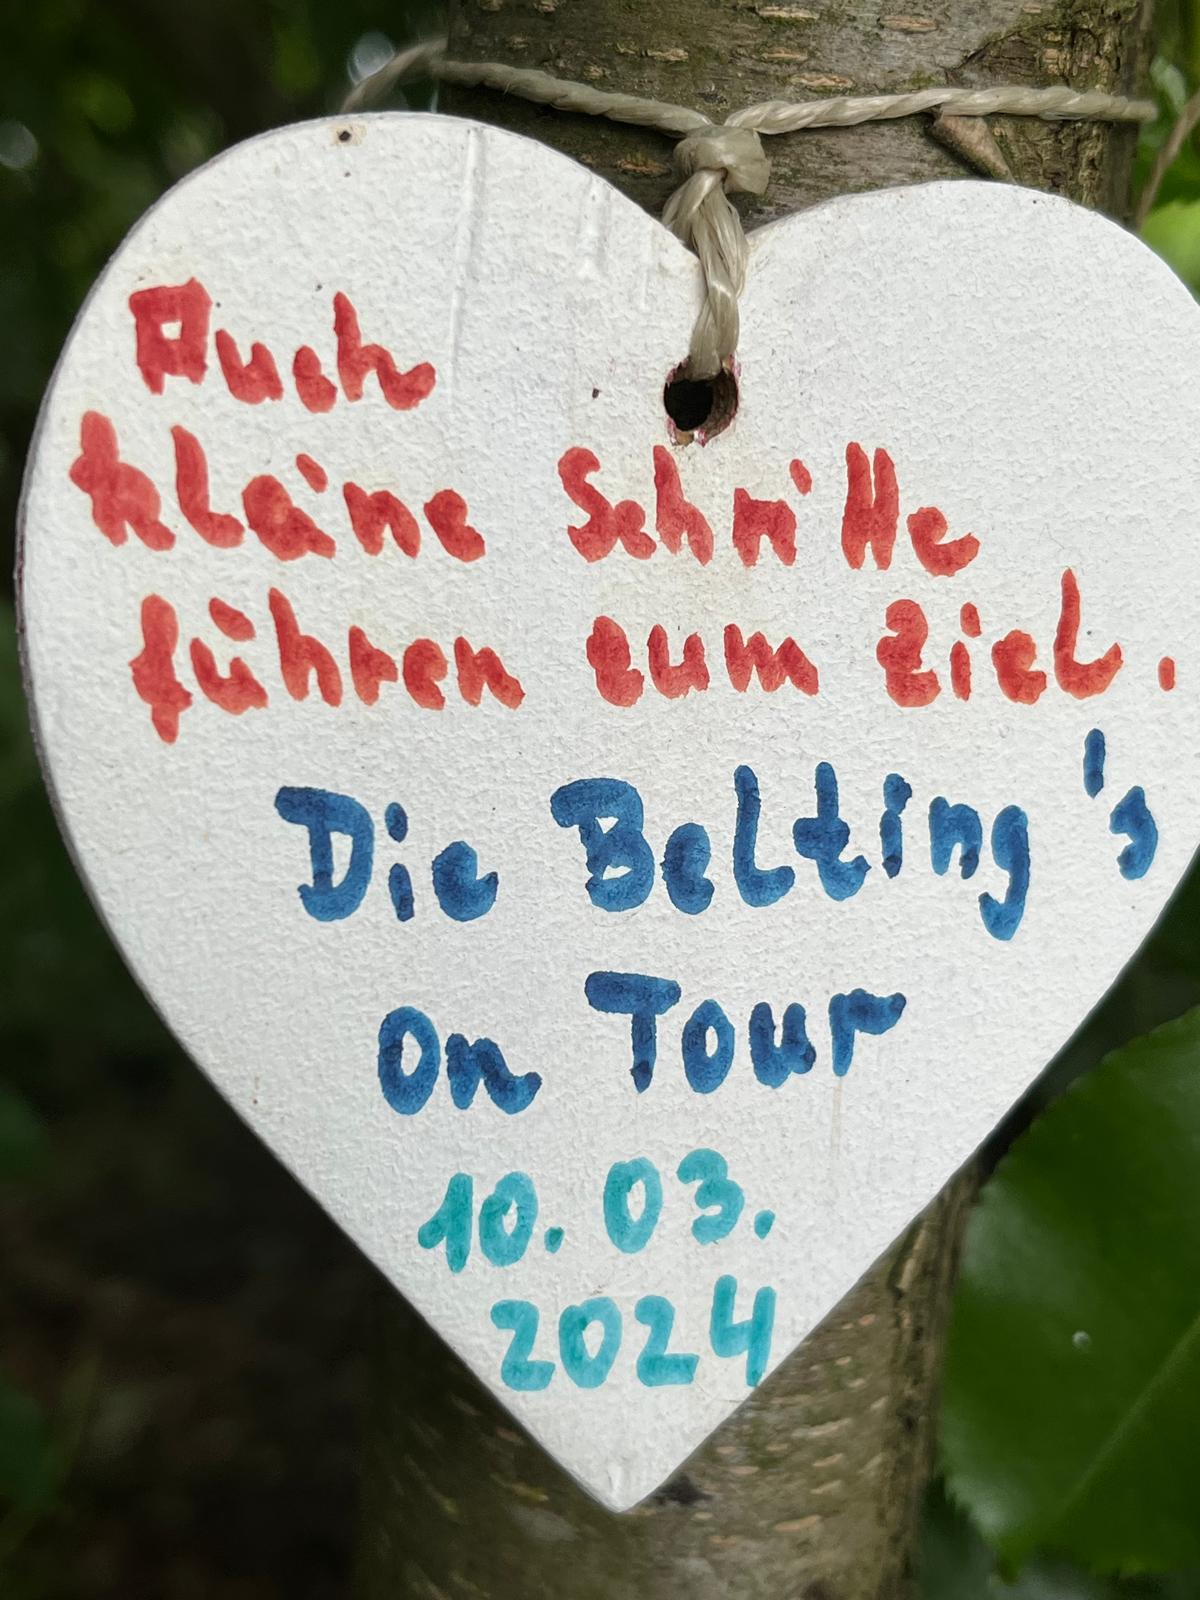 Auch
kleine Schritte
führen zum Ziel.
Die Belting's
On Tour
10.03.
2024